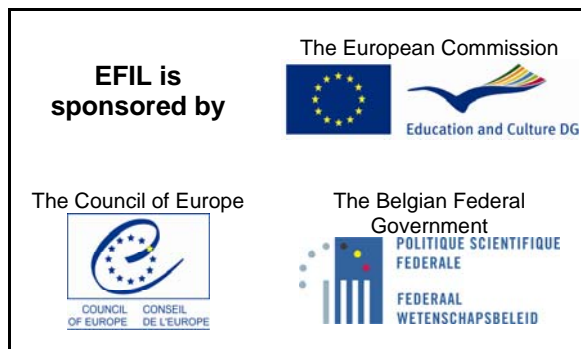 EFIL is
sponsored by
The European Commission
Education and Culture DG
The Council of Europe
COUNCIL CONSEIL
OF EUROPE DE L'EUROPE
The Belgian Federal
Government
POLITIQUE SCIENTIFIQUE
FEDERALE
FEDERAAL
WETENSCHAPSBELEID